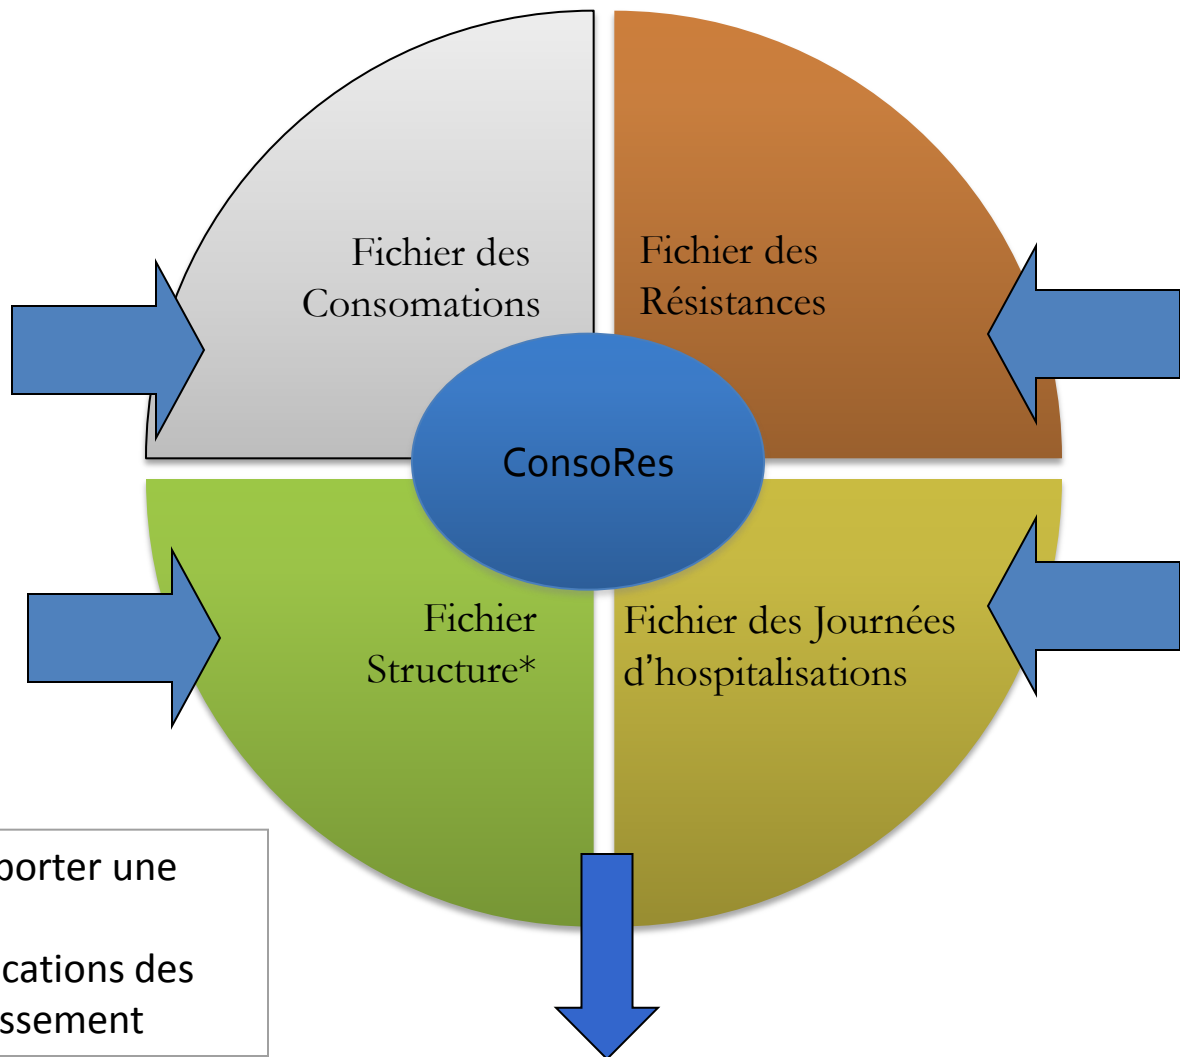 Fichier des
Consomations
Fichier des
Résistances
ConsoRes
Fichier
Structure*
Fichier des Journées
d’hospitalisations
porter une
cations des
ssement